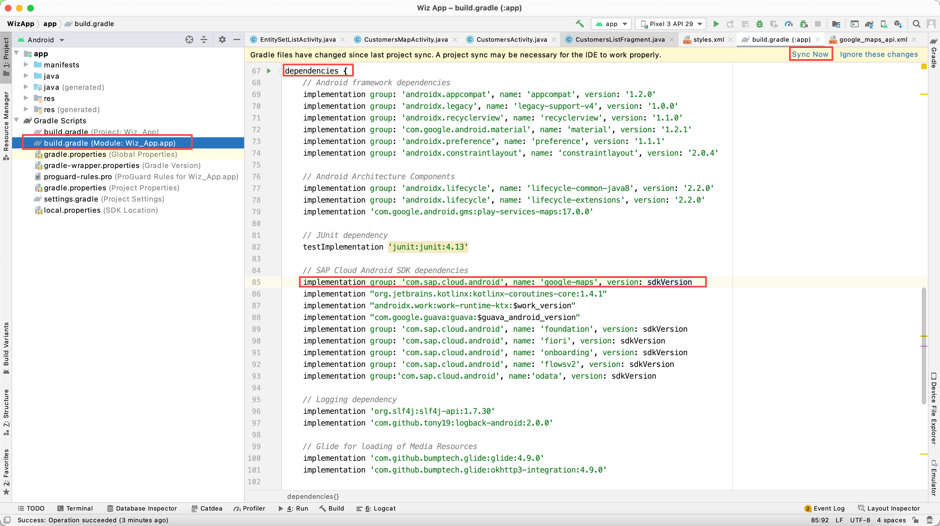 Wiz App – build.gradle (:app)
WizApp app build.gradle
app Pixel 3 API 29
Android
EntitySetListActivity.java CustomersMapActivity.java CustomersActivity.java CustomersListFragment.java styles.xml build.gradle (:app) google_maps_api.xml
Gradle files have changed since last project sync. A project sync may be necessary for the IDE to work properly. Sync Now Ignore these changes
1: Project
Resource Manager
Build Variants
7: Structure
2: Favorites
app
manifests
java
java (generated)
res
res (generated)
Gradle Scripts
build.gradle (Project: Wiz_App)
build.gradle (Module: Wiz_App.app)
gradle.properties (Global Properties)
gradle-wrapper.properties (Gradle Version)
proguard-rules.pro (ProGuard Rules for Wiz_App.app)
gradle.properties (Project Properties)
settings.gradle (Project Settings)
local.properties (SDK Location)
67 dependencies {
68 // Android framework dependencies
69 implementation group: 'androidx.appcompat', name: 'appcompat', version: '1.2.0'
70 implementation group: 'androidx.legacy', name: 'legacy-support-v4', version: '1.0.0'
71 implementation group: 'androidx.recyclerview', name: 'recyclerview', version: '1.1.0'
72 implementation group: 'com.google.android.material', name: 'material', version: '1.2.1'
73 implementation group: 'androidx.preference', name: 'preference', version: '1.1.1'
74 implementation group: 'androidx.constraintlayout', name: 'constraintlayout', version: '2.0.4'
75
76 // Android Architecture Components
77 implementation group: 'androidx.lifecycle', name: 'lifecycle-common-java8', version: '2.2.0'
78 implementation group: 'androidx.lifecycle', name: 'lifecycle-extensions', version: '2.2.0'
79 implementation 'com.google.android.gms:play-services-maps:17.0.0'
80
81 // JUnit dependency
82 testImplementation 'junit:junit:4.13'
83
84 // SAP Cloud Android SDK dependencies
85 implementation group: 'com.sap.cloud.android', name: 'google-maps', version: sdkVersion
86 implementation "org.jetbrains.kotlinx:kotlinx-coroutines-core:1.4.1"
87 implementation "androidx.work:work-runtime-ktx:$work_version"
88 implementation "com.google.guava:guava:$guava_android_version"
89 implementation group: 'com.sap.cloud.android', name: 'foundation', version: sdkVersion
90 implementation group: 'com.sap.cloud.android', name: 'fiori', version: sdkVersion
91 implementation group: 'com.sap.cloud.android', name: 'onboarding', version: sdkVersion
92 implementation group: 'com.sap.cloud.android', name: 'flowsv2', version: sdkVersion
93 implementation group:'com.sap.cloud.android', name:'odata', version: sdkVersion
94
95 // Logging dependency
96 implementation 'org.slf4j:slf4j-api:1.7.30'
97 implementation 'com.github.tony19:logback-android:2.0.0'
98
99 // Glide for loading of Media Resources
100 implementation 'com.github.bumptech.glide:glide:4.9.0'
101 implementation 'com.github.bumptech.glide:okhttp3-integration:4.9.0'
102
dependencies{}
Gradle
Device File Explorer
Emulator
TODO Terminal Database Inspector Catdea Profiler 4: Run Build 6: Logcat 2 Event Log Layout Inspector
Success: Operation succeeded (3 minutes ago) 85:92 LF UTF-8 4 spaces